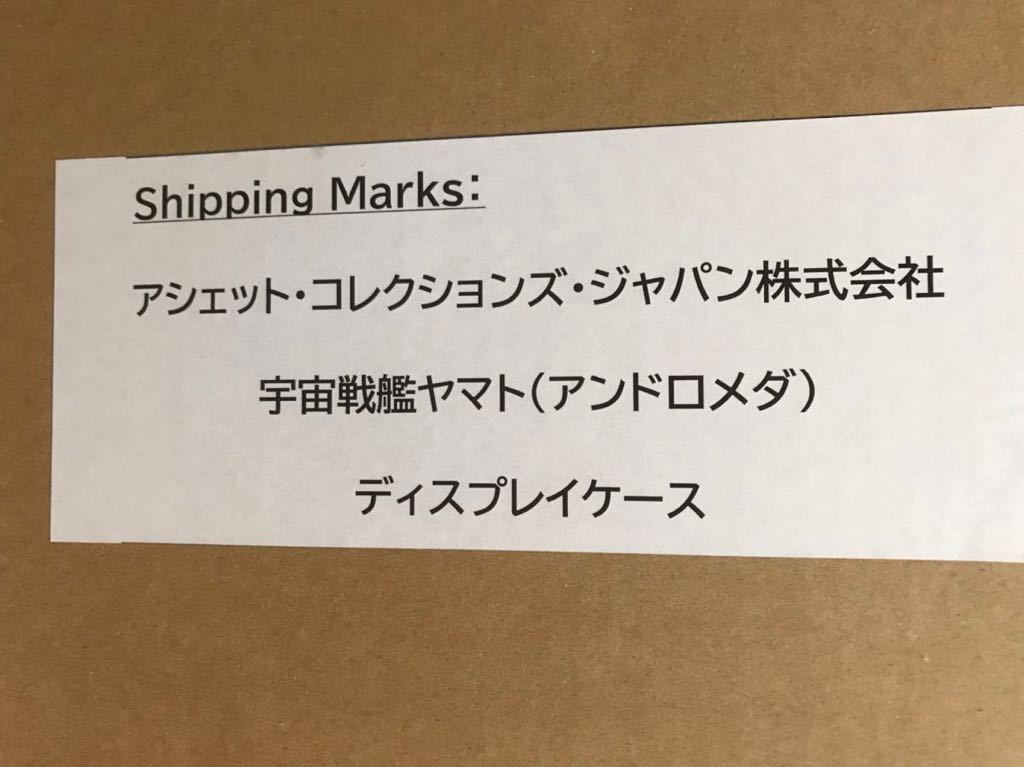 Shipping Marks:
アシェット・コレクションズ・ジャパン株式会社
宇宙戦艦ヤマト(アンドロメダ)
ディスプレイケース